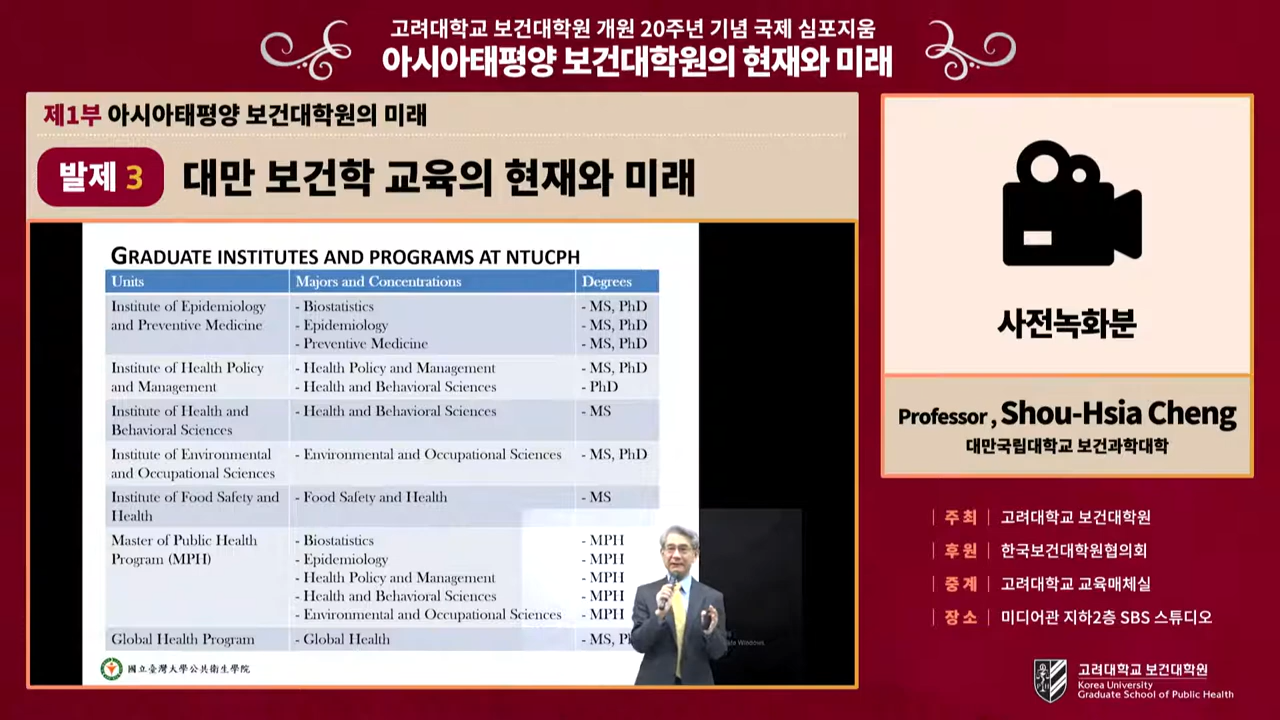 고려대학교 보건대학원 개원 20주년 기념 국제 심포지움
아시아태평양 보건대학원의 현재와 미래
제1부 아시아태평양 보건대학원의 미래
발제 3 대만 보건학 교육의 현재와 미래
GRADUATE INSTITUTES AND PROGRAMS AT NTUCPH
Units Majors and Concentrations Degrees
Institute of Epidemiology - Biostatistics - MS, PhD
and Preventive Medicine - Epidemiology - MS, PhD
- Preventive Medicine - MS, PhD
Institute of Health Policy - Health Policy and Management - MS, PhD
and Management - Health and Behavioral Sciences - PhD
Institute of Health and - Health and Behavioral Sciences - MS
Behavioral Sciences
Institute of Environmental - Environmental and Occupational Sciences - MS, PhD
and Occupational Sciences
Institute of Food Safety and - Food Safety and Health - MS
Health
Master of Public Health - Biostatistics - MPH
Program (MPH) - Epidemiology - MPH
- Health Policy and Management - MPH
- Health and Behavioral Sciences - MPH
- Environmental and Occupational Sciences - MPH
Global Health Program - Global Health - MS,
國立臺灣大學公共衛生學院
Windows
사전녹화분
Professor, Shou-Hsia Cheng
대만국립대학교 보건과학대학
주최 고려대학교 보건대학원
후원 한국보건대학원협의회
중계 고려대학교 교육매체실
장소 미디어관 지하2층 SBS 스튜디오
고려대학교 보건대학원
Korea University
Graduate School of Public Health